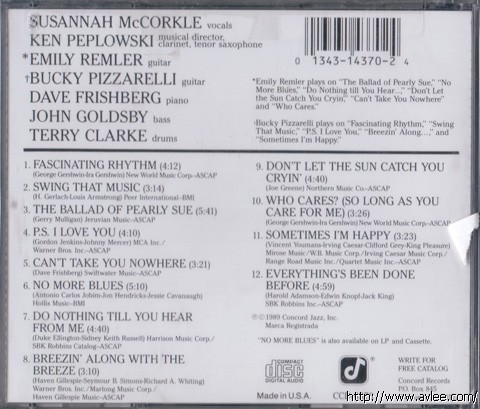 SUSANNAH McCORKLE vocals
KEN PEPLOWSKI musical director, clarinet, tenor saxophone
*EMILY REMLER guitar
†BUCKY PIZZARELLI guitar
DAVE FRISHBERG piano
JOHN GOLDSBY bass
TERRY CLARKE drums
0 1343-14370-2 4
*Emily Remler plays on "The Ballad of Pearly Sue," "No
More Blues," "Do Nothing till You Hear...," "Don't Let
the Sun Catch You Cryin'," "Can't Take You Nowhere"
and "Who Cares."
†Bucky Pizzarelli plays on "Fascinating Rhythm," "Swing
That Music," "P.S. I Love You," "Breezin' Along...," and
"Sometimes I'm Happy."
1. FASCINATING RHYTHM (4:12)
(George Gershwin-Ira Gershwin) New World Music Corp.-ASCAP
2. SWING THAT MUSIC (3:14)
(H. Gerlach-Louis Armstrong) Peer International-BMI
3. THE BALLAD OF PEARLY SUE (5:41)
(Gerry Mulligan) Jeruvian Music-ASCAP
4. P.S. I LOVE YOU (4:10)
(Gordon Jenkins-Johnny Mercer) MCA Inc./
Warner Bros. Inc.-ASCAP
5. CAN'T TAKE YOU NOWHERE (3:21)
(Dave Frishberg) Swiftwater Music-ASCAP
6. NO MORE BLUES (5:10)
(Antonio Carlos Jobim-Jon Hendricks-Jessie Cavanaugh)
Hollis Music-BMI
7. DO NOTHING TILL YOU HEAR
FROM ME (4:40)
(Duke Ellington-Sidney Keith Russell) Harrison Music Corp./
SBK Robbins Catalog-ASCAP
8. BREEZIN' ALONG WITH THE
BREEZE (3:10)
(Haven Gillespie-Seymour B. Simons-Richard A. Whiting)
Warner Bros. Inc./Martong Music Corp./
Haven Gillespie Music-ASCAP
9. DON'T LET THE SUN CATCH YOU
CRYIN' (4:40)
(Joe Greene) Northern Music Co.-ASCAP
10. WHO CARES? (SO LONG AS YOU
CARE FOR ME) (3:26)
(George Gershwin-Ira Gershwin) New World Music Corp.-ASCAP
11. SOMETIMES I'M HAPPY (3:23)
(Vincent Youmans-Irving Caesar-Clifford Grey-King Pleasure)
Mirose Music/W.B. Music Corp./Irving Caesar Music Corp./
Range Road Music Inc./Quartet Music Inc.-ASCAP
12. EVERYTHING'S BEEN DONE
BEFORE (4:59)
(Harold Adamson-Edwin Knopf-Jack King)
SBK Robbins Inc.-ASCAP
℗©1989 Concord Jazz, Inc.
Marca Registrada
"NO MORE BLUES" is also available on LP and Cassette.
COMPACT
disc
DIGITAL AUDIO
Made in U.S.A.
WRITE FOR
FREE CATALOG
Concord Records
P.O. BOX 845
http://www.avlee.com